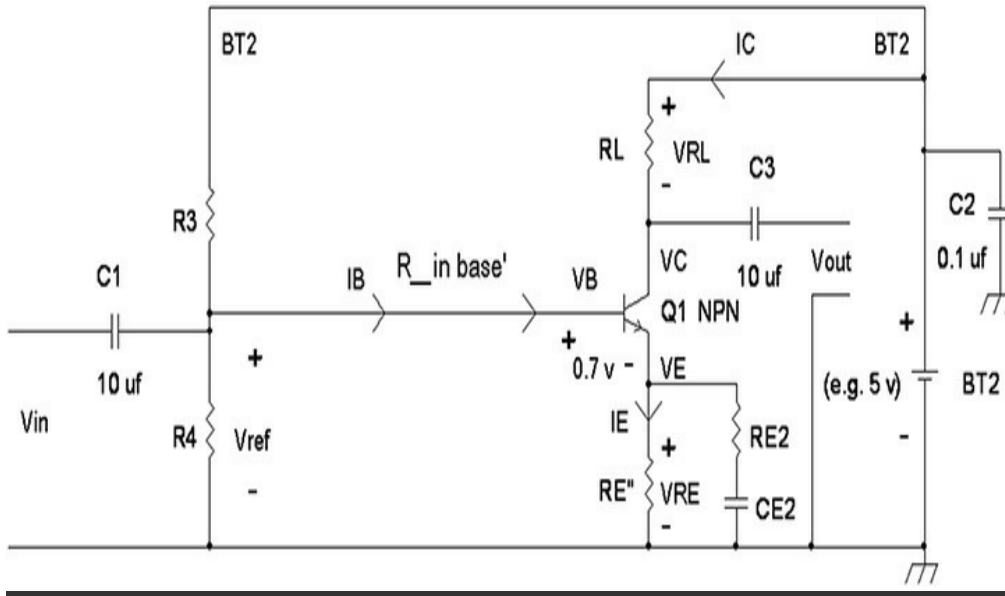 BT2
IC
BT2
+
RL
VRL
-
C3
C2
R3
C1
IB
R__in base'
VB
VC
10 uf
Vout
0.1 uf
Q1 NPN
+
0.7 v -
VE
+
10 uf
+
(e.g. 5 v)
BT2
Vin
R4
Vref
-
IE
+
RE2
-
RE"
VRE
-
CE2